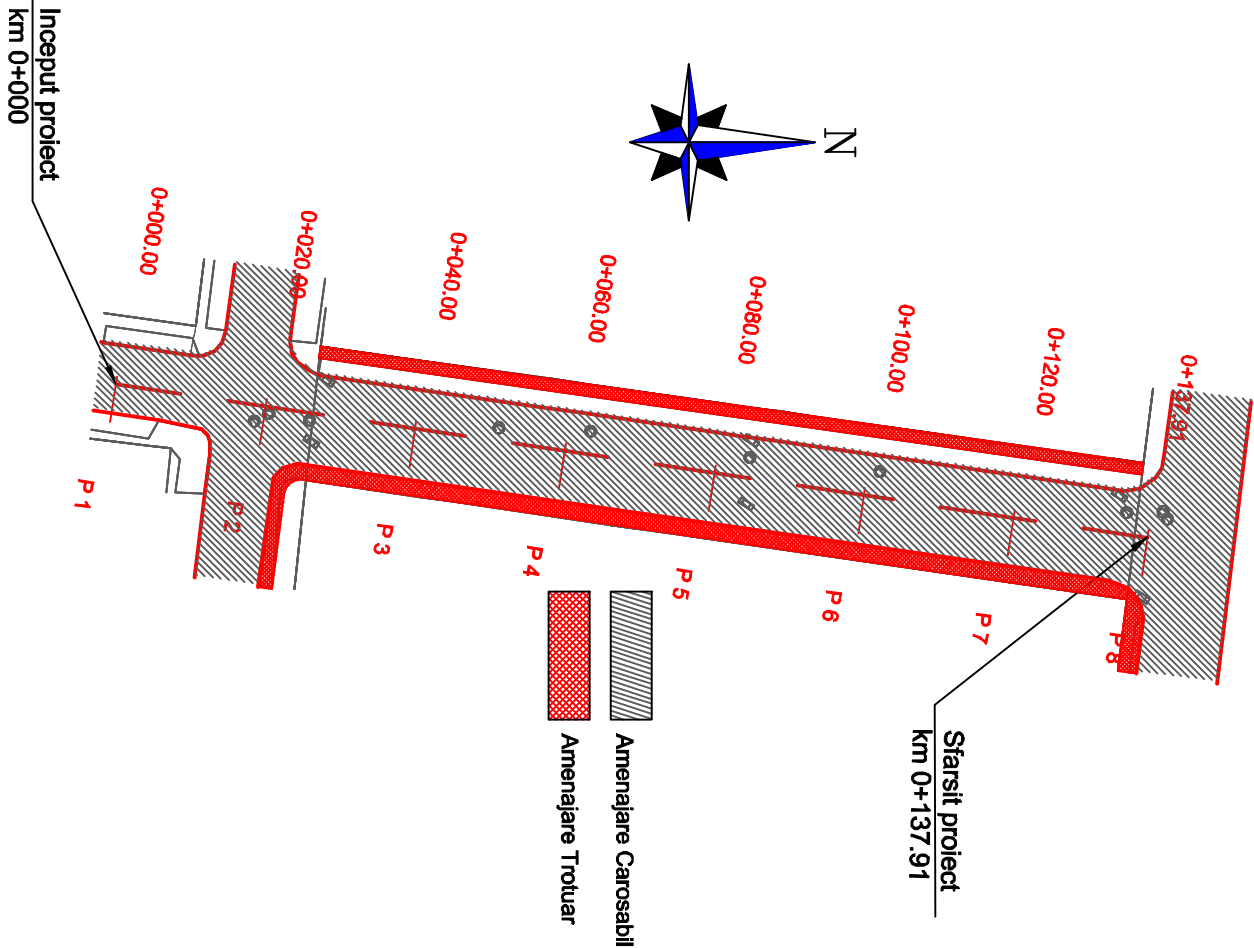 Inceput proiect
km 0+000
N
0+000.00
0+020.00
0+040.00
0+060.00
0+080.00
0+100.00
0+120.00
0+137.91
P 1
P 2
P 3
P 4
P 5
P 6
P 7
P 8
Sfarsit proiect
km 0+137.91
Amenajare Carosabil
Amenajare Trotuar